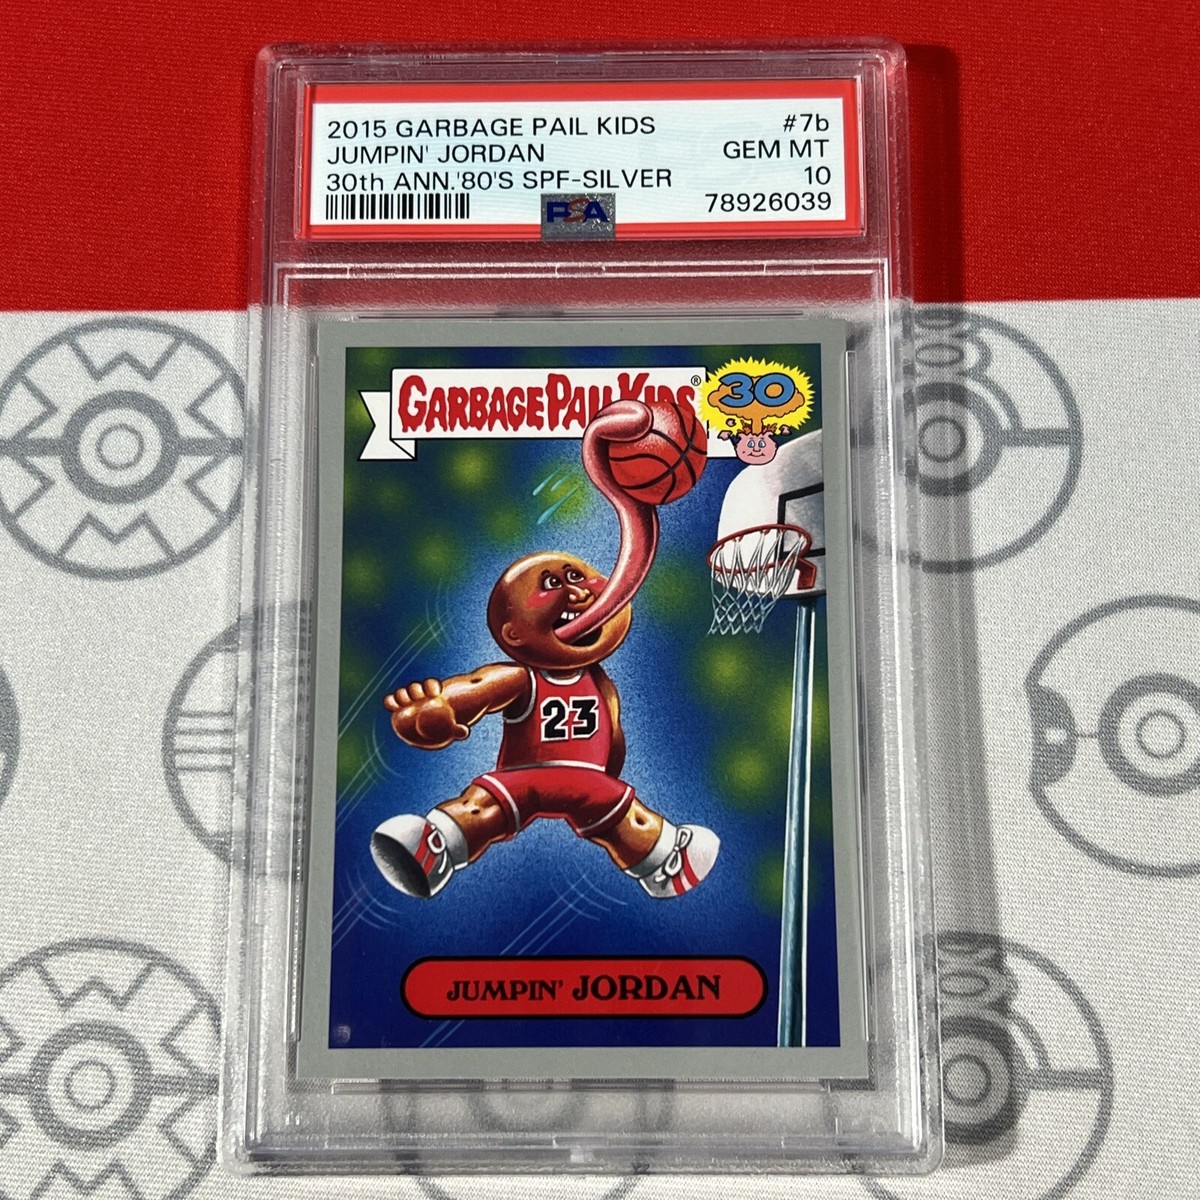 2015 GARBAGE PAIL KIDS #7b
JUMPIN' JORDAN GEM MT
30th ANN.'80'S SPF-SILVER 10
PSA 78926039
GARBAGE PAIL KIDS® 30
23
JUMPIN' JORDAN